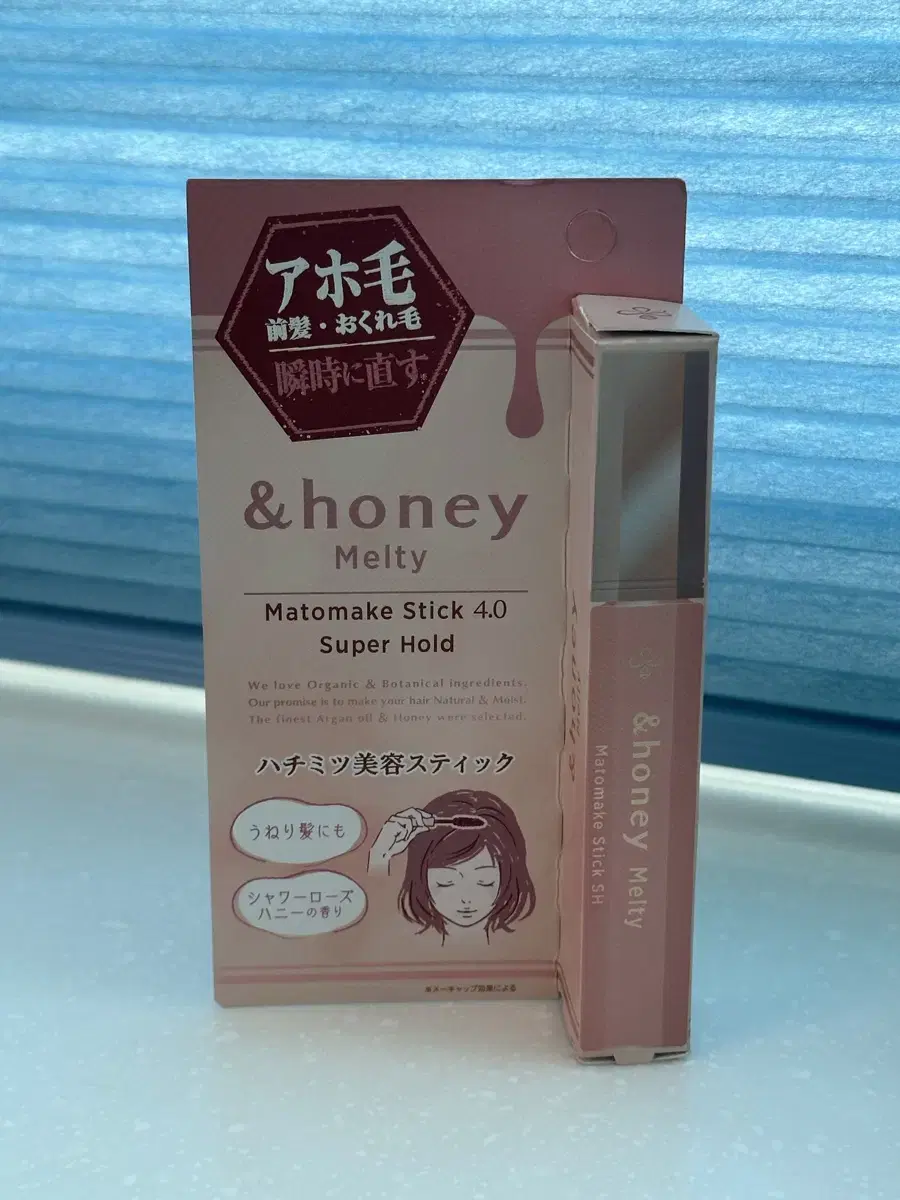 アホ毛
前髪・おくれ毛
瞬時に直す
&honey
Melty
Matomake Stick 4.0
Super Hold
We love Organic & Botanical ingredients.
Our promise is to make your hair Natural & Moist.
The finest Argan oil & Honey were selected.
ハチミツ美容スティック
うねり髪にも
シャワーローズ
ハニーの香り
&honey Melty
Matomake Stick SH